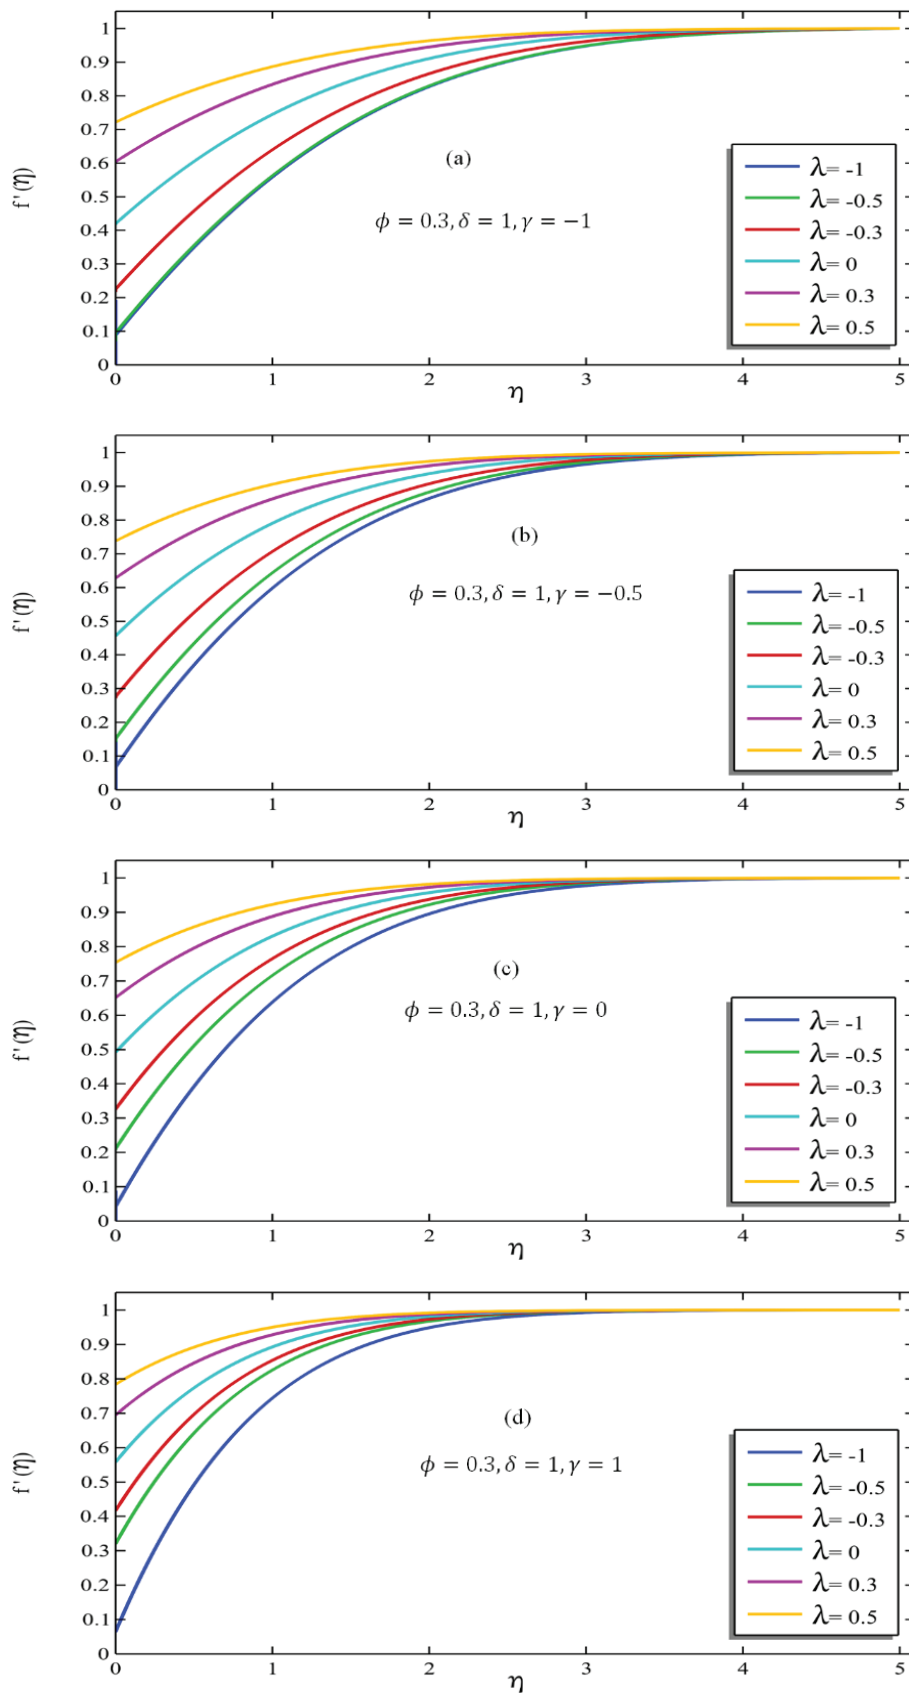 1
0.9
0.8
0.7
0.6
0.5
0.4
0.3
0.2
0.1
0
f'(η)
(a)
ϕ = 0.3, δ = 1, γ = −1
λ= -1
λ= -0.5
λ= -0.3
λ= 0
λ= 0.3
λ= 0.5
0 1 2 3 4 5
η
1
0.9
0.8
0.7
0.6
0.5
0.4
0.3
0.2
0.1
0
f'(η)
(b)
ϕ = 0.3, δ = 1, γ = −0.5
λ= -1
λ= -0.5
λ= -0.3
λ= 0
λ= 0.3
λ= 0.5
0 1 2 3 4 5
η
1
0.9
0.8
0.7
0.6
0.5
0.4
0.3
0.2
0.1
0
f'(η)
(c)
ϕ = 0.3, δ = 1, γ = 0
λ= -1
λ= -0.5
λ= -0.3
λ= 0
λ= 0.3
λ= 0.5
0 1 2 3 4 5
η
1
0.9
0.8
0.7
0.6
0.5
0.4
0.3
0.2
0.1
0
f'(η)
(d)
ϕ = 0.3, δ = 1, γ = 1
λ= -1
λ= -0.5
λ= -0.3
λ= 0
λ= 0.3
λ= 0.5
0 1 2 3 4 5
η